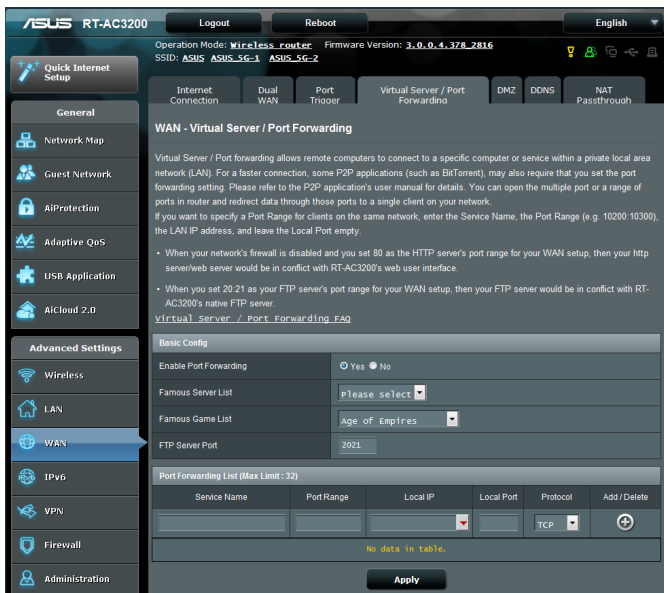 ASUS RT-AC3200
Logout
Reboot
English
Operation Mode: Wireless router Firmware Version: 3.0.0.4.378_2816
SSID: ASUS ASUS_5G-1 ASUS_5G-2
Quick Internet
Setup
General
Network Map
Guest Network
AiProtection
Adaptive QoS
USB Application
AiCloud 2.0
Advanced Settings
Wireless
LAN
WAN
IPv6
VPN
Firewall
Administration
Internet
Connection
Dual
WAN
Port
Trigger
Virtual Server / Port
Forwarding
DMZ
DDNS
NAT
Passthrough
WAN - Virtual Server / Port Forwarding
Virtual Server / Port forwarding allows remote computers to connect to a specific computer or service within a private local area
network (LAN). For a faster connection, some P2P applications (such as BitTorrent), may also require that you set the port
forwarding setting. Please refer to the P2P application's user manual for details. You can open the multiple port or a range of
ports in router and redirect data through those ports to a single client on your network.
If you want to specify a Port Range for clients on the same network, enter the Service Name, the Port Range (e.g. 10200:10300),
the LAN IP address, and leave the Local Port empty.
• When your network's firewall is disabled and you set 80 as the HTTP server's port range for your WAN setup, then your http
server/web server would be in conflict with RT-AC3200's web user interface.
• When you set 20:21 as your FTP server's port range for your WAN setup, then your FTP server would be in conflict with RT-
AC3200's native FTP server.
Virtual Server / Port Forwarding FAQ
Basic Config
Enable Port Forwarding Yes No
Famous Server List Please select
Famous Game List Age of Empires
FTP Server Port 2021
Port Forwarding List (Max Limit : 32)
Service Name Port Range Local IP Local Port Protocol Add / Delete
TCP
No data in table.
Apply